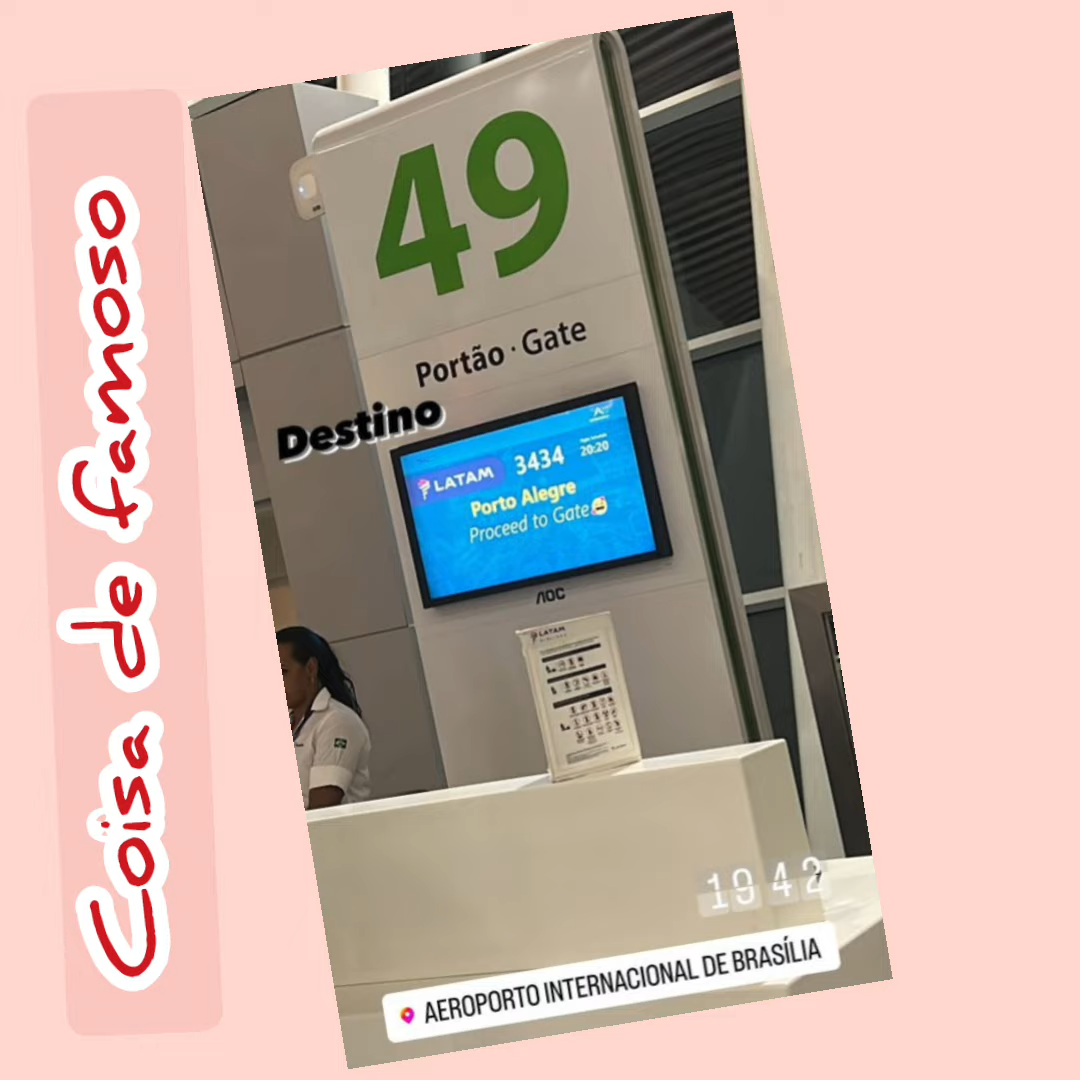 Coisa de famoso
49
Portão · Gate
Destino
LATAM 3434 20:20
Porto Alegre
Proceed to Gate
AOC
LATAM
19 42
AEROPORTO INTERNACIONAL DE BRASÍLIA